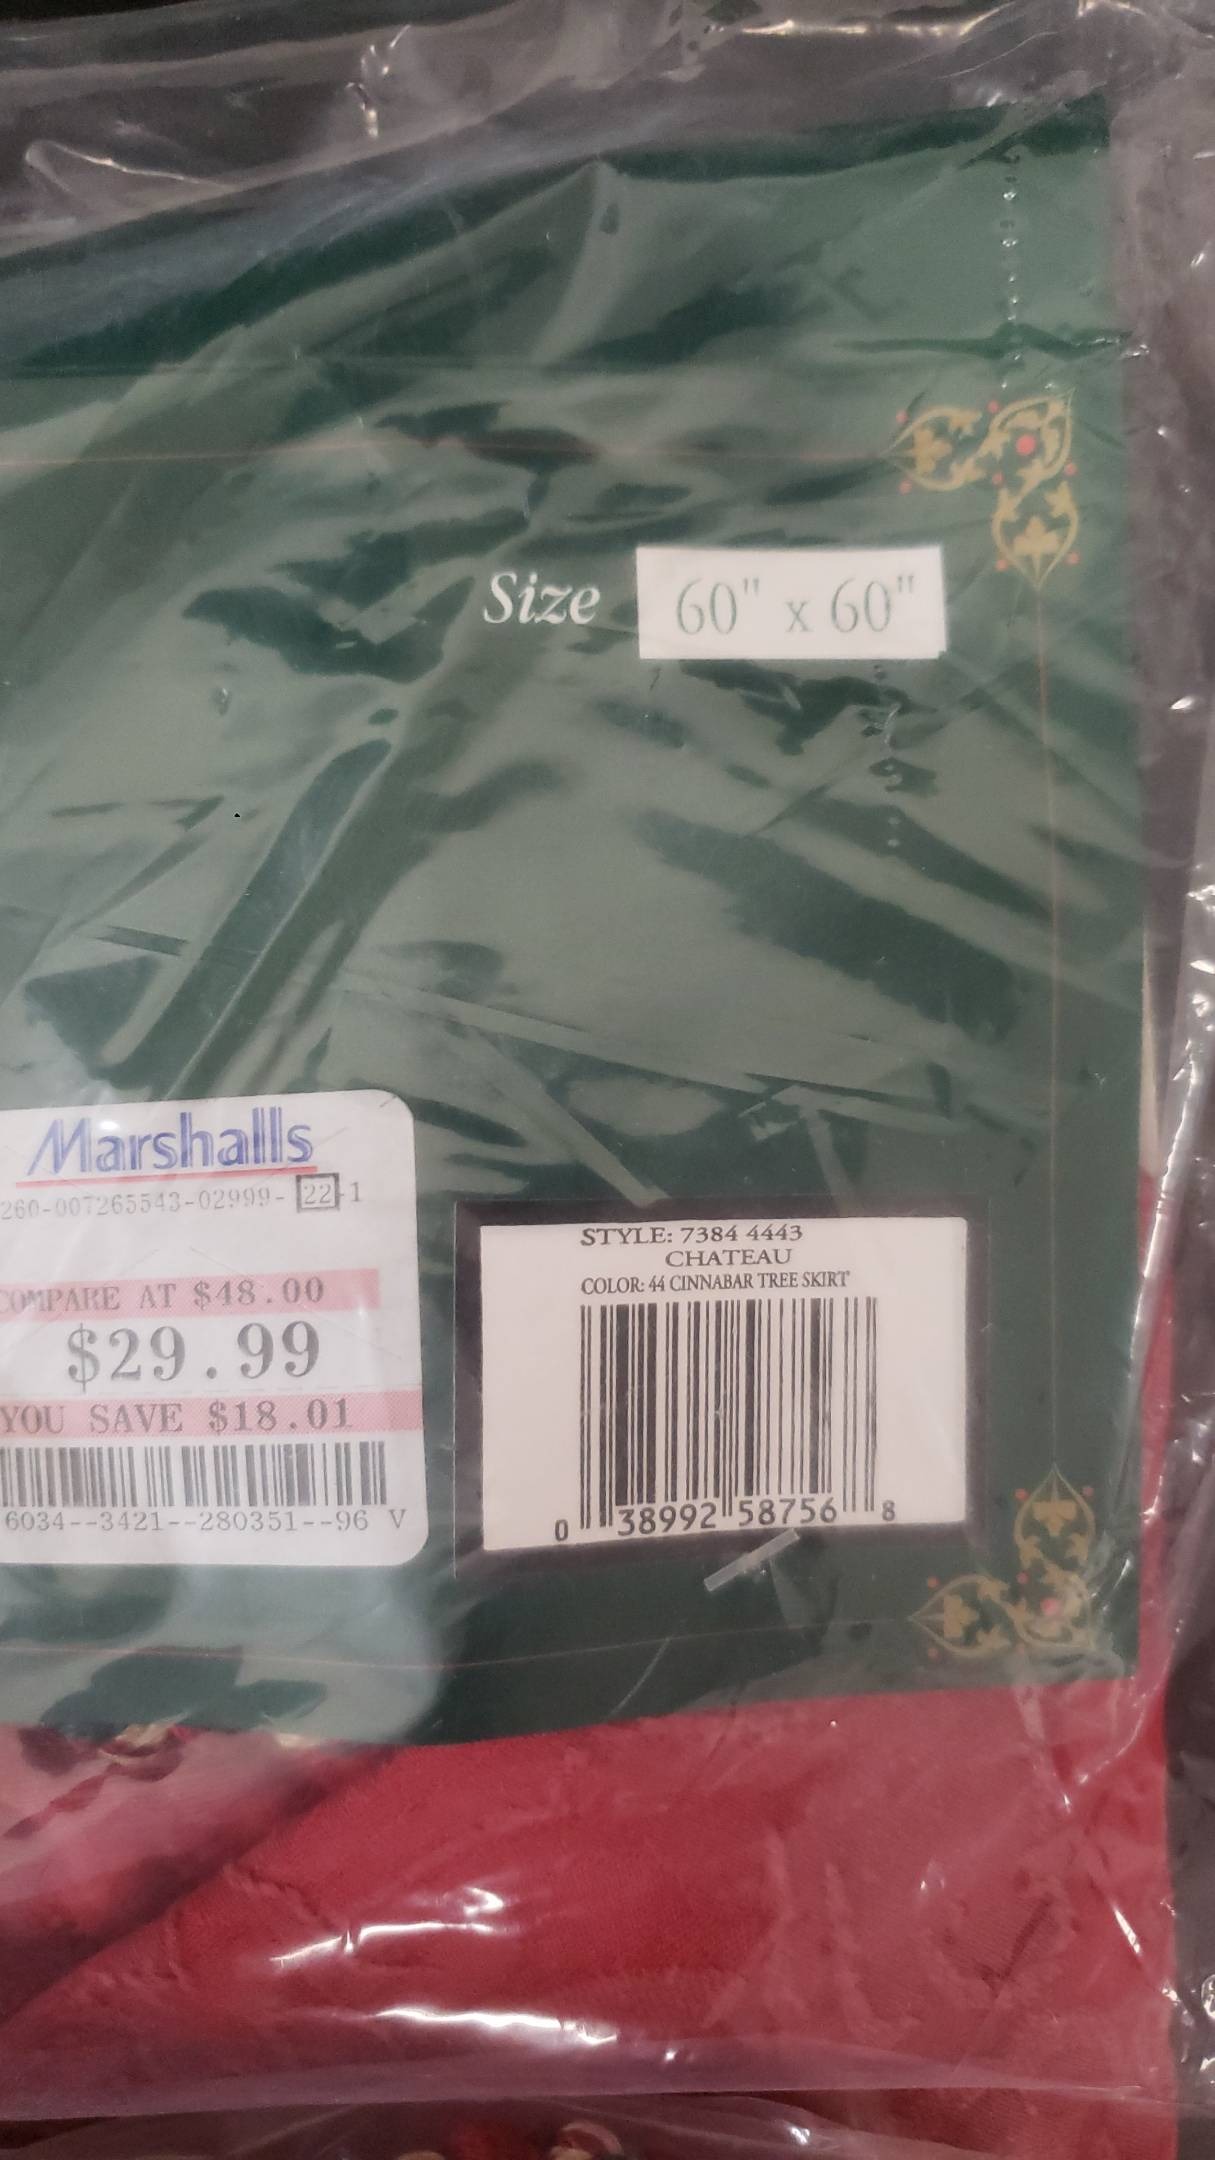 Size 60" x 60"
Marshalls
260-007265543-02999- 22-1
COMPARE AT $48.00
$29.99
YOU SAVE $18.01
6034--3421--280351--96 V
STYLE: 7384 4443
CHATEAU
COLOR: 44 CINNABAR TREE SKIRT
0 38992 58756 8